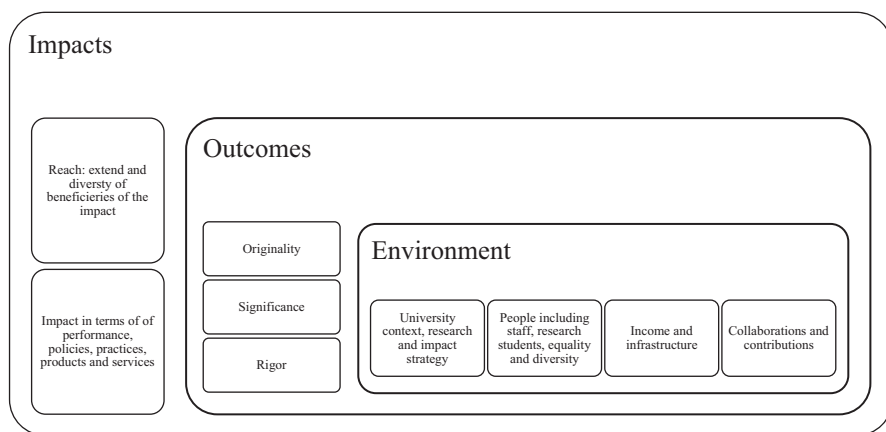 Impacts
Reach: extend and
diversty of
beneficieries of the
impact
Impact in terms of of
performance,
policies, practices,
products and services
Outcomes
Originality
Significance
Rigor
Environment
University
context, research
and impact
strategy
People including
staff, research
students, equality
and diversity
Income and
infrastructure
Collaborations and
contributions